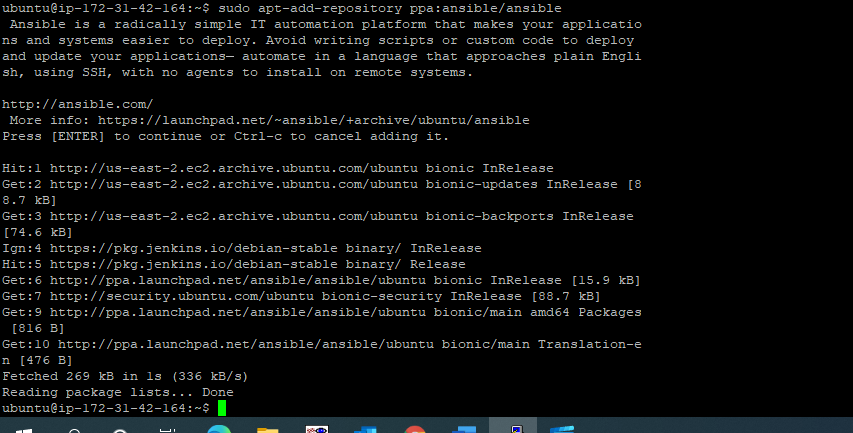 ubuntu@ip-172-31-42-164:~$ sudo apt-add-repository ppa:ansible/ansible
 Ansible is a radically simple IT automation platform that makes your applicatio
ns and systems easier to deploy. Avoid writing scripts or custom code to deploy
and update your applications— automate in a language that approaches plain Engli
sh, using SSH, with no agents to install on remote systems.

http://ansible.com/
 More info: https://launchpad.net/~ansible/+archive/ubuntu/ansible
Press [ENTER] to continue or Ctrl-c to cancel adding it.

Hit:1 http://us-east-2.ec2.archive.ubuntu.com/ubuntu bionic InRelease
Get:2 http://us-east-2.ec2.archive.ubuntu.com/ubuntu bionic-updates InRelease [8
8.7 kB]
Get:3 http://us-east-2.ec2.archive.ubuntu.com/ubuntu bionic-backports InRelease
[74.6 kB]
Ign:4 https://pkg.jenkins.io/debian-stable binary/ InRelease
Hit:5 https://pkg.jenkins.io/debian-stable binary/ Release
Get:6 http://ppa.launchpad.net/ansible/ansible/ubuntu bionic InRelease [15.9 kB]
Get:7 http://security.ubuntu.com/ubuntu bionic-security InRelease [88.7 kB]
Get:9 http://ppa.launchpad.net/ansible/ansible/ubuntu bionic/main amd64 Packages
 [816 B]
Get:10 http://ppa.launchpad.net/ansible/ansible/ubuntu bionic/main Translation-e
n [476 B]
Fetched 269 kB in 1s (336 kB/s)
Reading package lists... Done
ubuntu@ip-172-31-42-164:~$